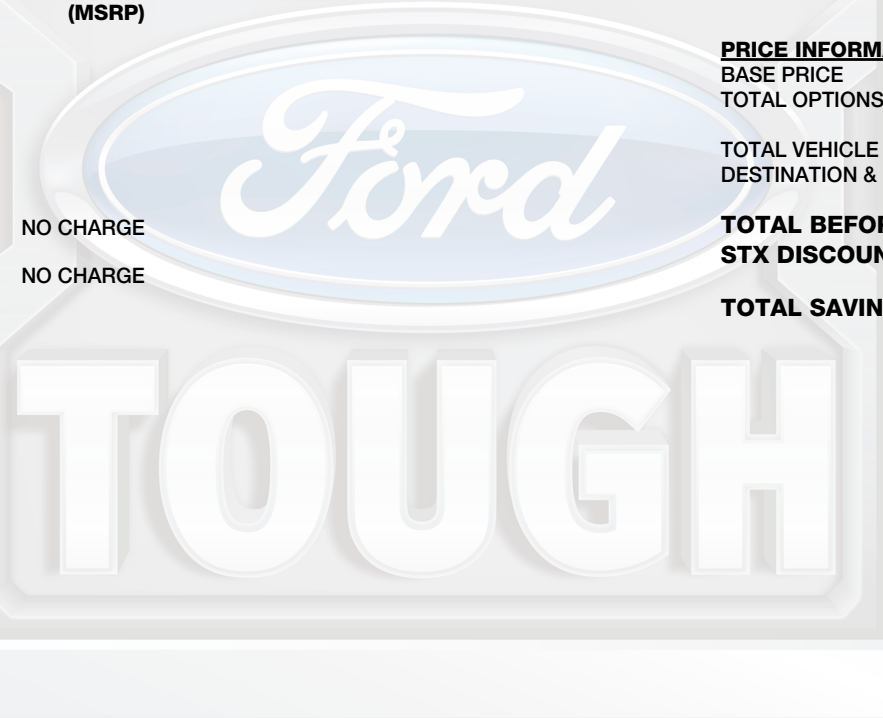 (MSRP)
NO CHARGE
NO CHARGE
PRICE INFORMA
BASE PRICE
TOTAL OPTIONS
TOTAL VEHICLE
DESTINATION &
TOTAL BEFOR
STX DISCOUN
TOTAL SAVIN
Ford
TOUGH